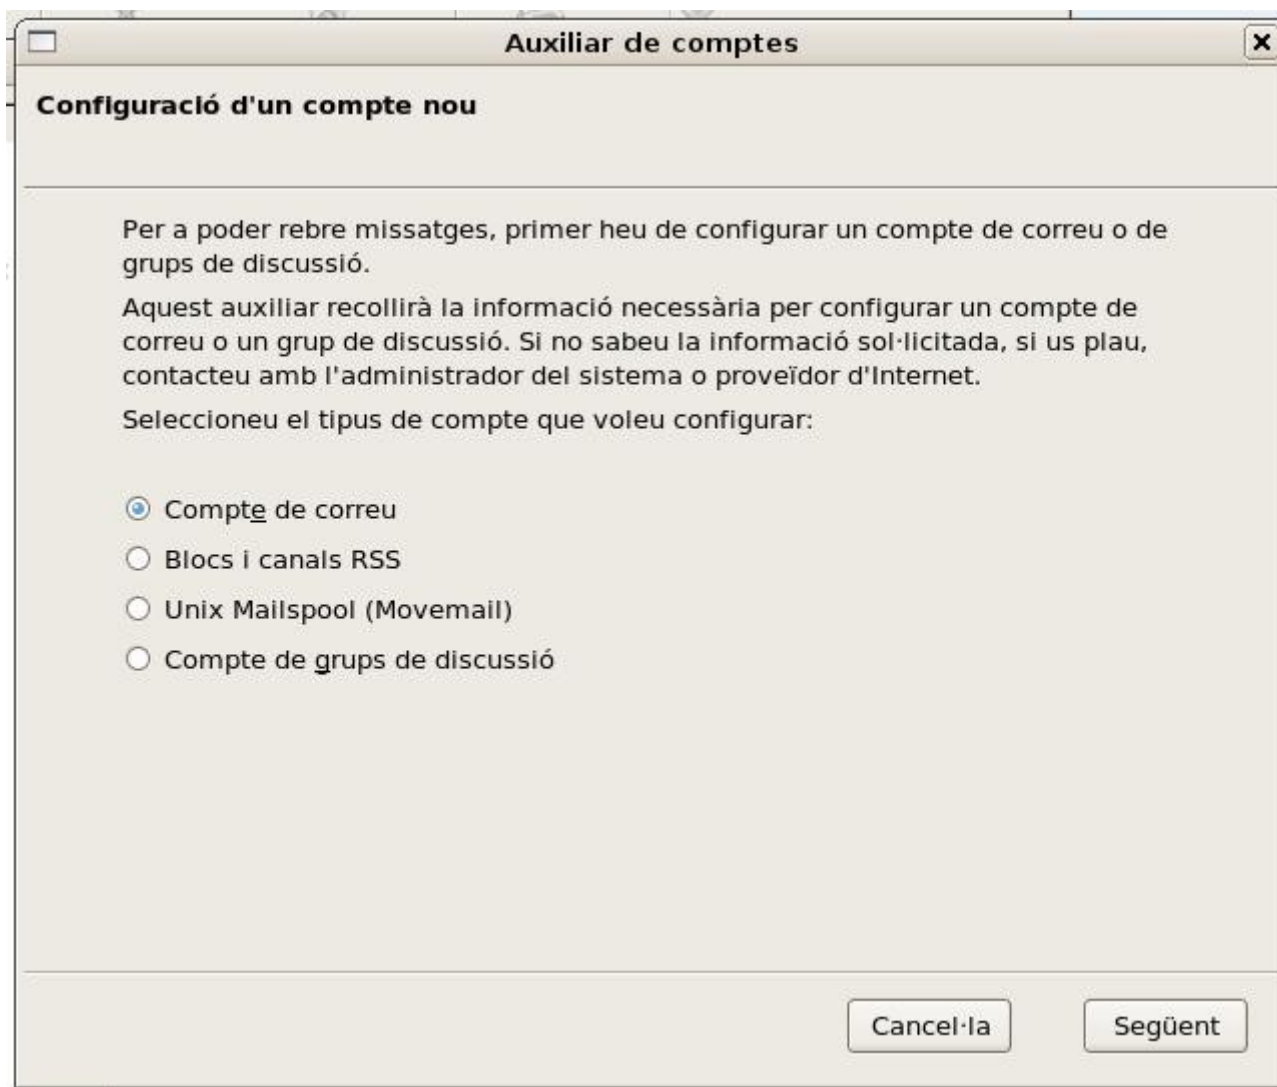 Auxiliar de comptes
Configuració d'un compte nou
Per a poder rebre missatges, primer heu de configurar un compte de correu o de
grups de discussió.
Aquest auxiliar recollirà la informació necessària per configurar un compte de
correu o un grup de discussió. Si no sabeu la informació sol·licitada, si us plau,
contacteu amb l'administrador del sistema o proveïdor d'Internet.
Seleccioneu el tipus de compte que voleu configurar:
Compte de correu
Blocs i canals RSS
Unix Mailspool (Movemail)
Compte de grups de discussió
Cancel·la
Següent